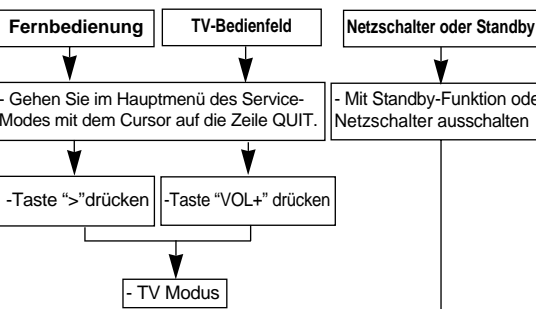 Fernbedienung
TV-Bedienfeld
Netzschalter oder Standby
- Gehen Sie im Hauptmenü des Service-
Modes mit dem Cursor auf die Zeile QUIT.
- Mit Standby-Funktion ode
Netzschalter ausschalten
-Taste “>”drücken
-Taste “VOL+” drücken
- TV Modus